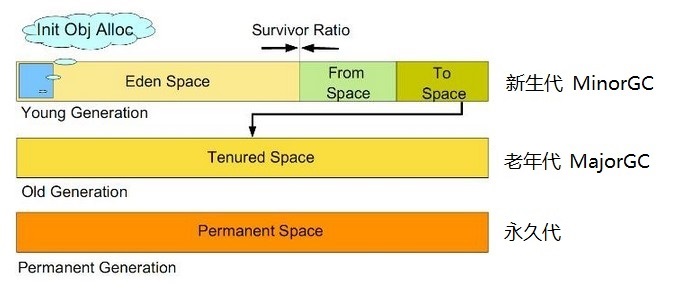 Init Obj Alloc
Survivor Ratio
Eden Space
From
Space
To
Space
新生代 MinorGC
Young Generation
Tenured Space
老年代 MajorGC
Old Generation
Permanent Space
永久代
Permanent Generation